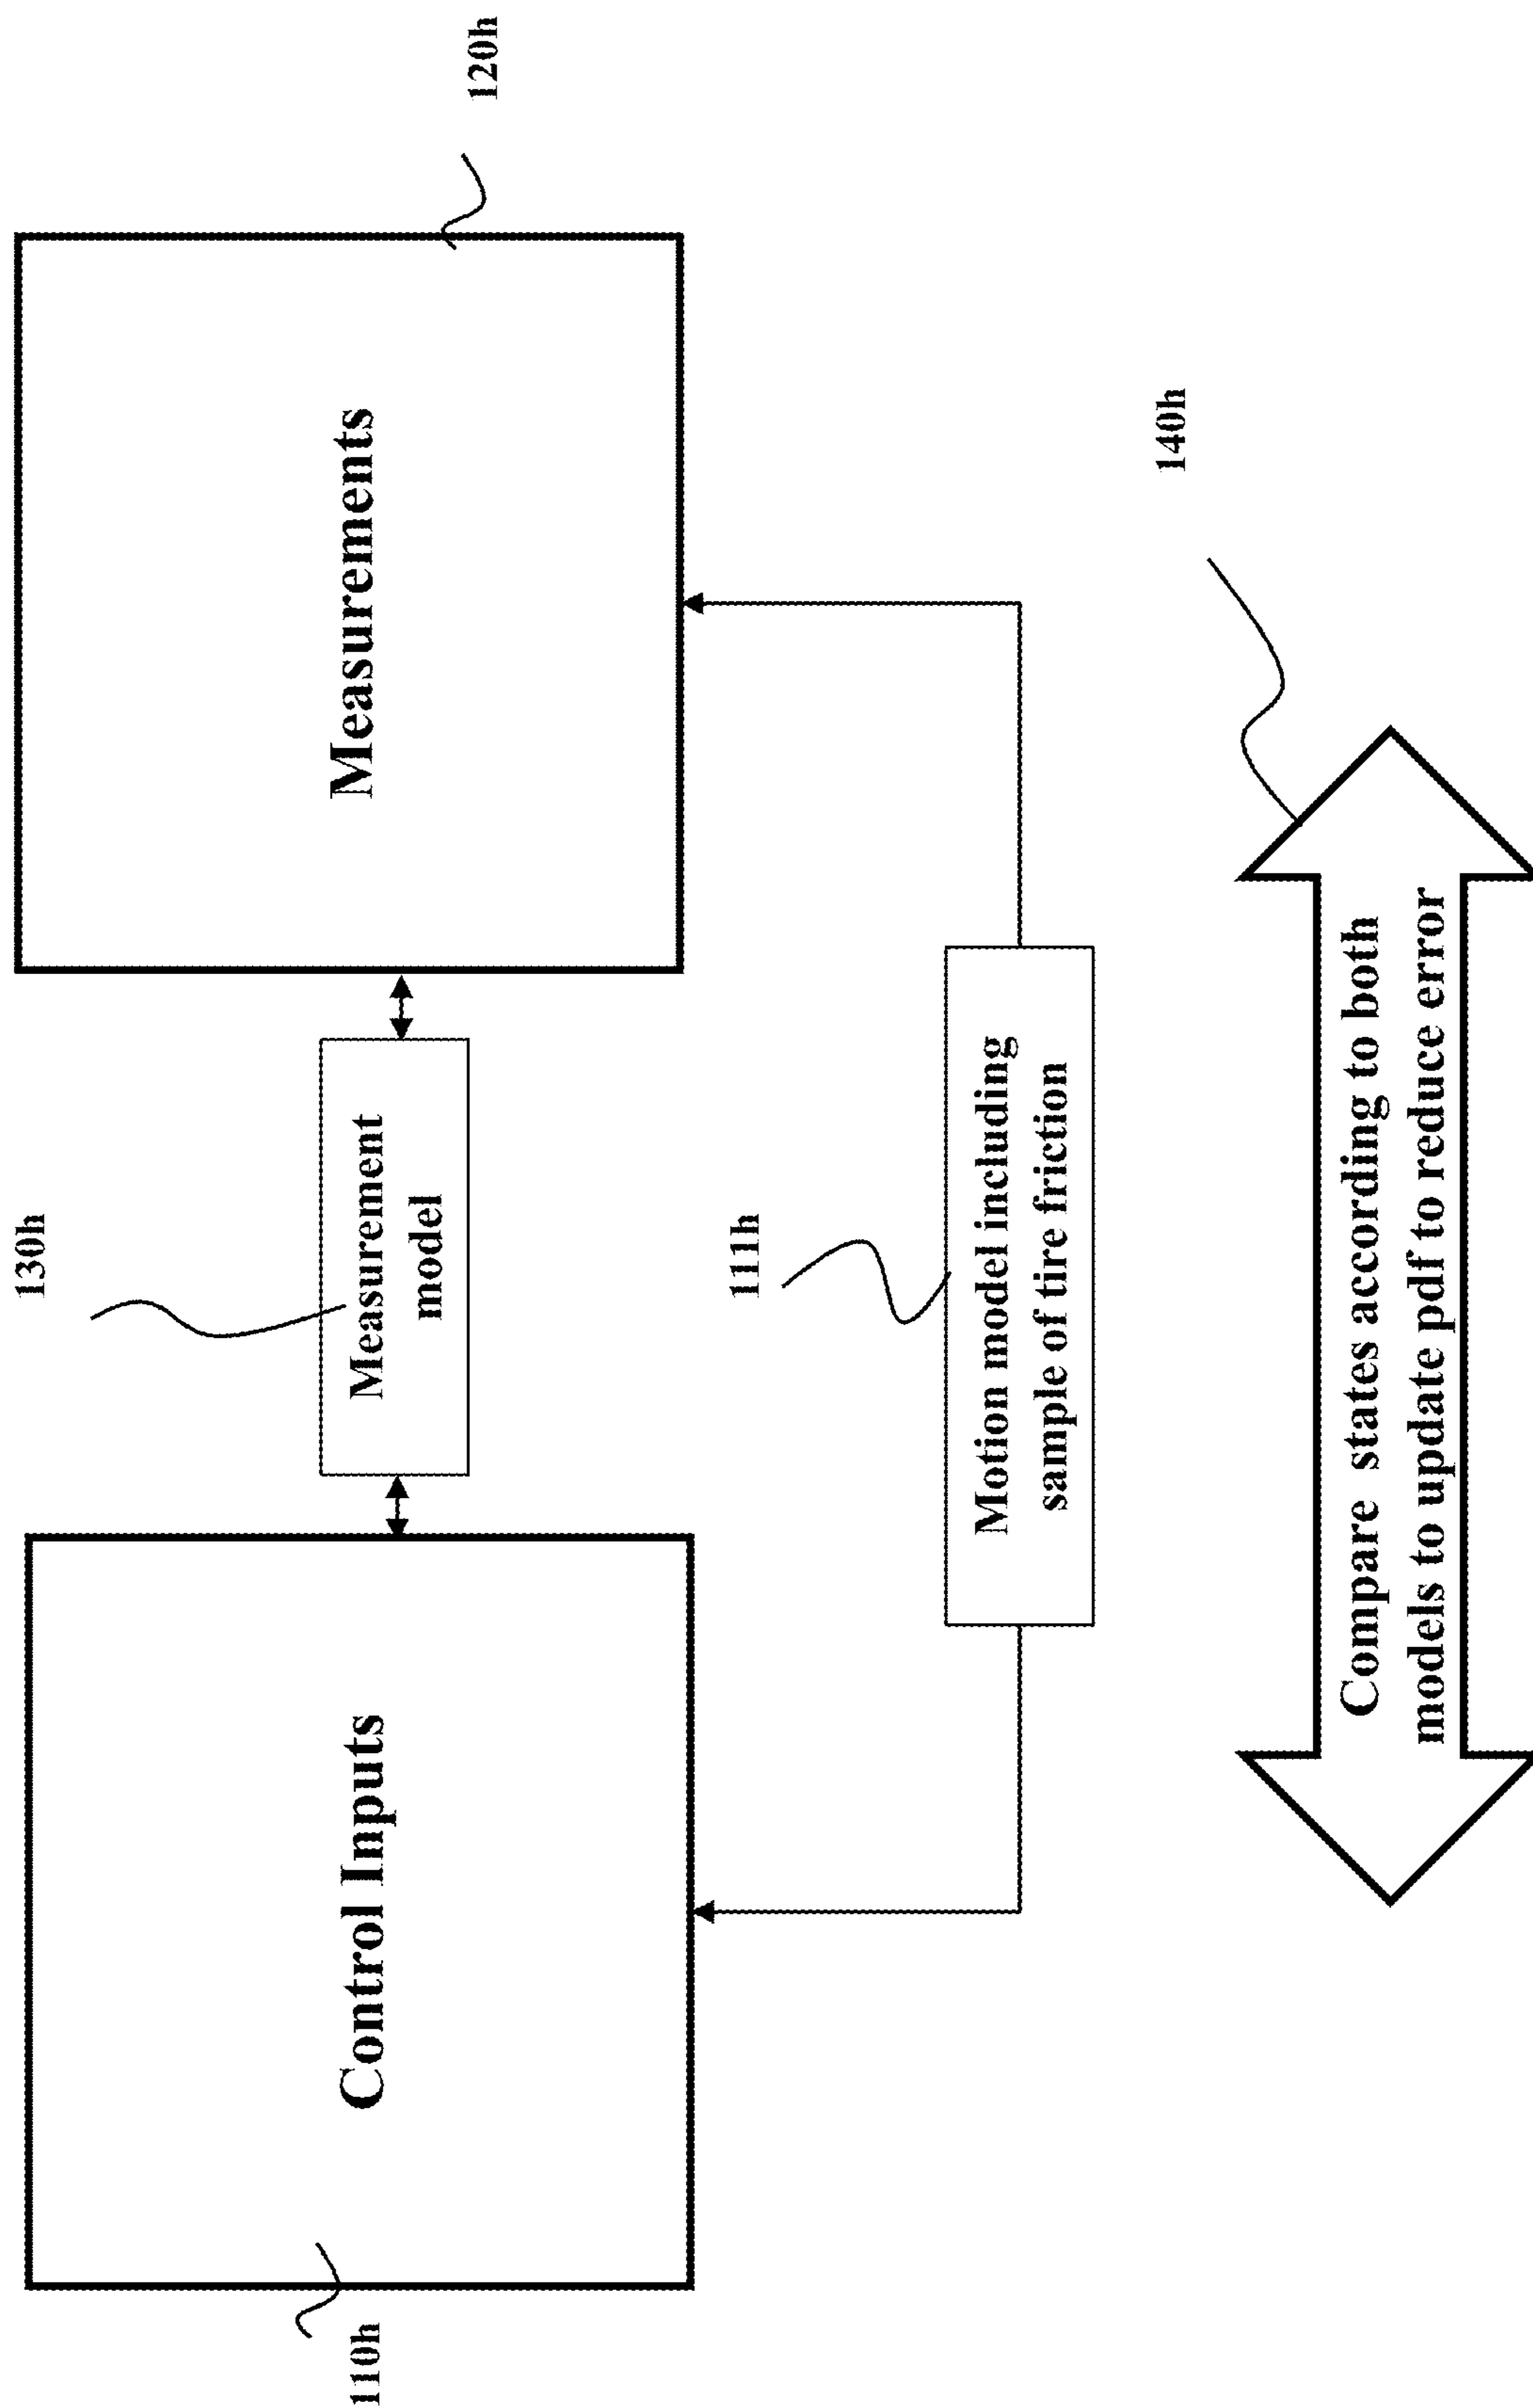 130h
120h
110h
Control Inputs
Measurement
model
Measurements
111h
Motion model including
sample of tire friction
140h
Compare states according to both
models to update pdf to reduce error